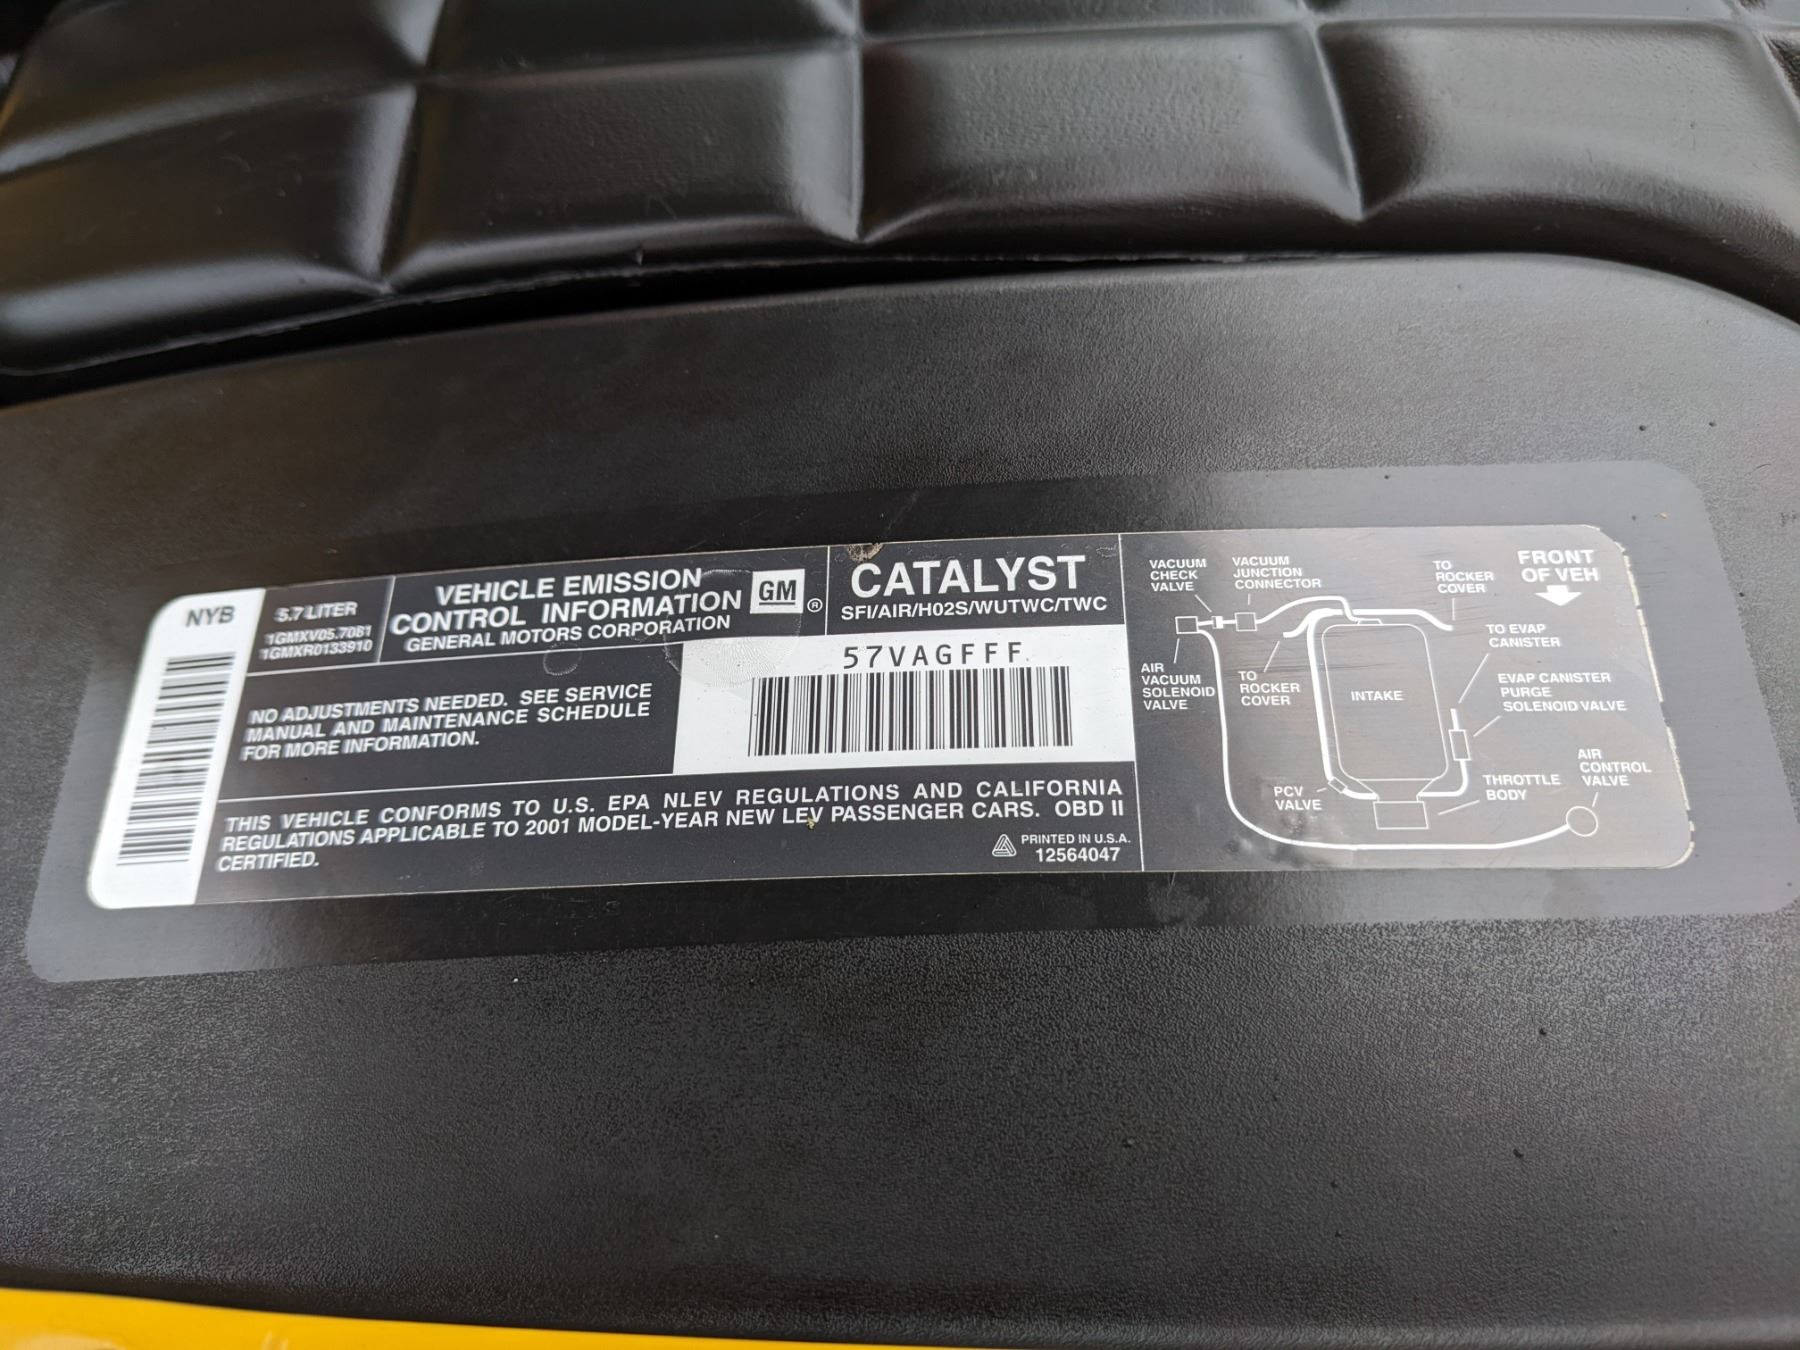 NYB
5.7 LITER
1GMXV05.7081
1GMXR0133910
VEHICLE EMISSION
CONTROL INFORMATION
GENERAL MOTORS CORPORATION
GM
®
CATALYST
SFI/AIR/H02S/WUTWC/TWC
57VAGFFF
NO ADJUSTMENTS NEEDED. SEE SERVICE
MANUAL AND MAINTENANCE SCHEDULE
FOR MORE INFORMATION.
THIS VEHICLE CONFORMS TO U.S. EPA NLEV REGULATIONS AND CALIFORNIA
REGULATIONS APPLICABLE TO 2001 MODEL-YEAR NEW LEV PASSENGER CARS. OBD II
CERTIFIED.
PRINTED IN U.S.A.
12564047
VACUUM
CHECK
VALVE
VACUUM
JUNCTION
CONNECTOR
TO
ROCKER
COVER
FRONT
OF VEH
TO EVAP
CANISTER
AIR
VACUUM
SOLENOID
VALVE
TO
ROCKER
COVER
INTAKE
EVAP CANISTER
PURGE
SOLENOID VALVE
AIR
CONTROL
VALVE
PCV
VALVE
THROTTLE
BODY